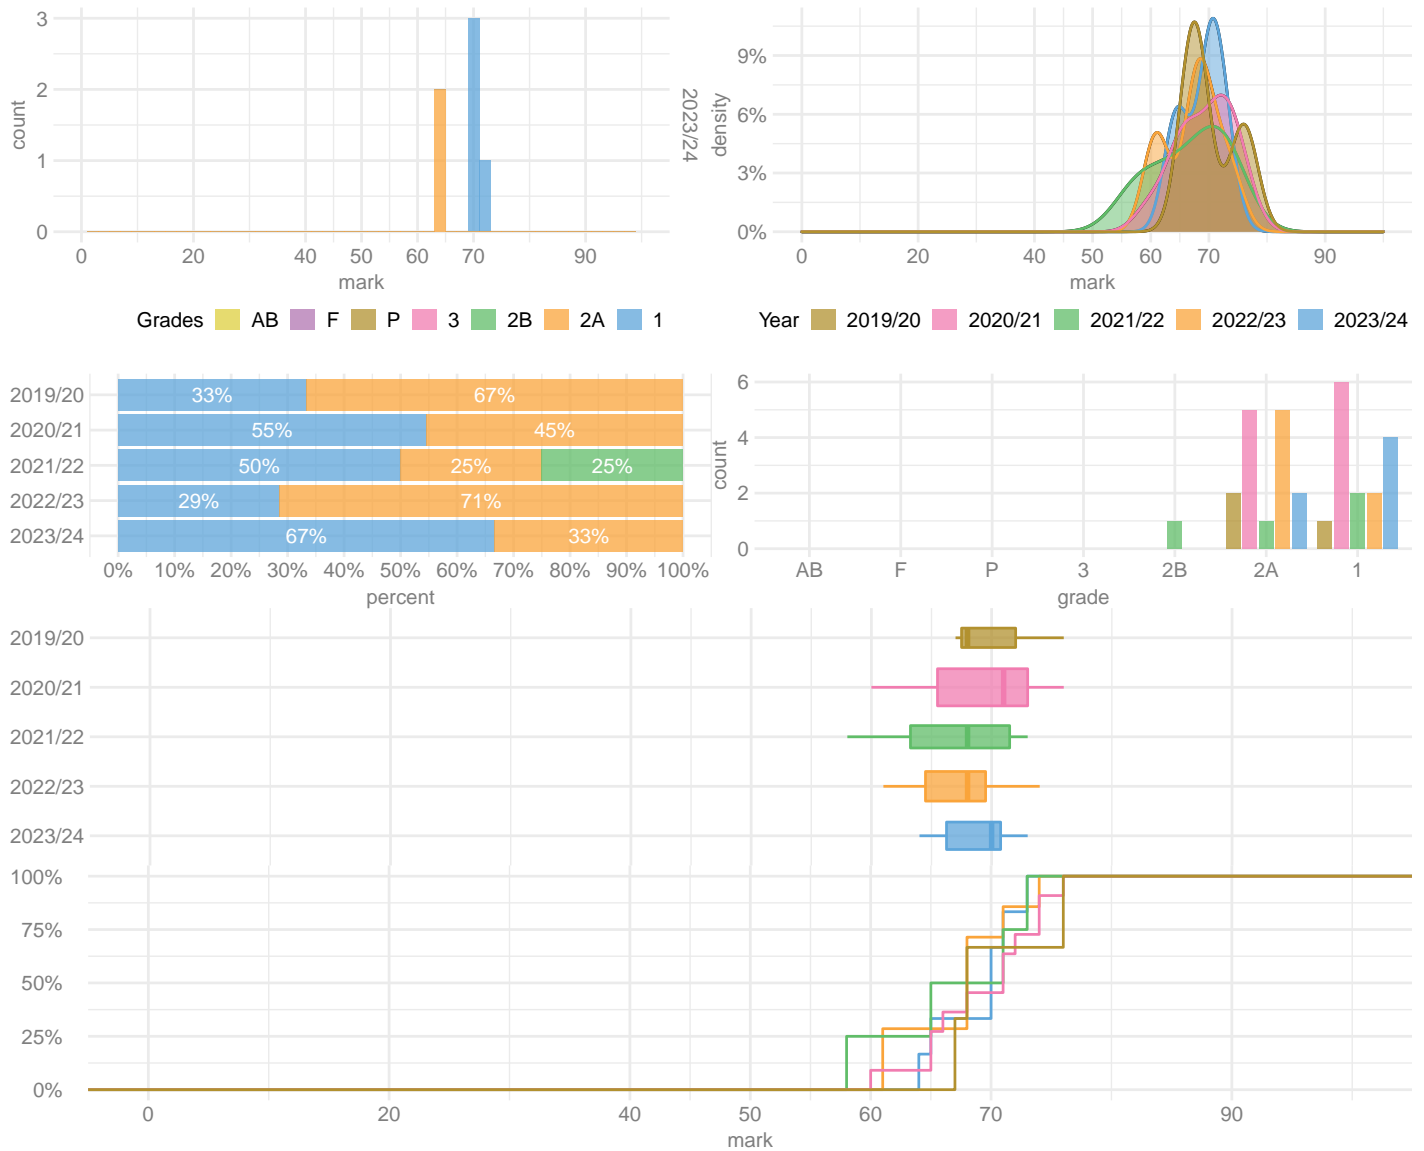 3
2
1
0
count
0
20
40
50
60
70
90
mark
2023/24
9%
6%
3%
0%
density
0
20
40
50
60
70
90
mark
Grades AB F P 3 2B 2A 1
Year 2019/20 2020/21 2021/22 2022/23 2023/24
2019/20 33% 67%
2020/21 55% 45%
2021/22 50% 25% 25%
2022/23 29% 71%
2023/24 67% 33%
0% 10% 20% 30% 40% 50% 60% 70% 80% 90% 100%
percent
6
4
2
0
count
AB F P 3 2B 2A 1
grade
2019/20
2020/21
2021/22
2022/23
2023/24
100%
75%
50%
25%
0%
0 20 40 50 60 70 90
mark